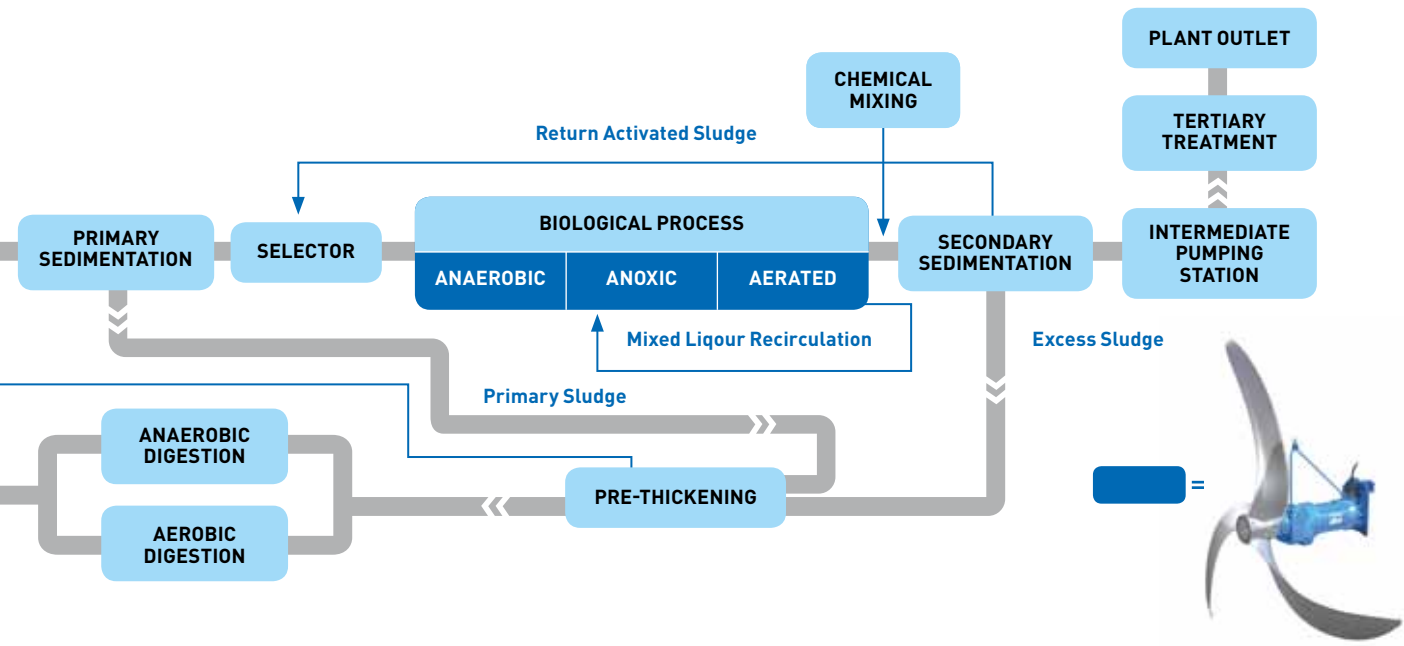 PLANT OUTLET
CHEMICAL
MIXING
TERTIARY
TREATMENT
Return Activated Sludge
PRIMARY
SEDIMENTATION
SELECTOR
BIOLOGICAL PROCESS
ANAEROBIC
ANOXIC
AERATED
SECONDARY
SEDIMENTATION
INTERMEDIATE
PUMPING
STATION
Mixed Liqour Recirculation
Excess Sludge
Primary Sludge
ANAEROBIC
DIGESTION
PRE-THICKENING
=
AEROBIC
DIGESTION